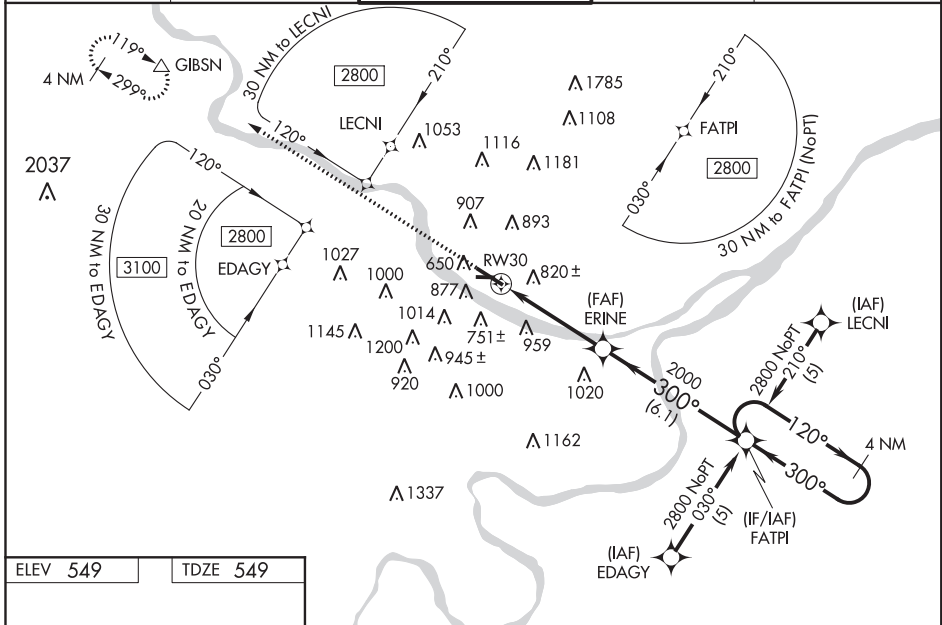 119°
GIBSN
4 NM
299°
30 NM to LECNI
2800
210°
LECNI
120°
1053
1785
1108
1116
1181
210°
FATPI
2800
030°
30 NM to FATPI (NoPT)
2037
120°
30 NM to EDAGY
20 NM to EDAGY
3100
2800
EDAGY
030°
907
893
1027
1000
650
RW30
820 ±
877
1014
1145
1200
751±
959
945 ±
920
1000
(FAF)
ERINE
1020
2000
300°
(6.1)
(IAF)
LECNI
2800 NoPT
210°
(5)
120°
4 NM
300°
1162
1337
2800 NoPT
030°
(5)
(IF/IAF)
FATPI
(IAF)
EDAGY
ELEV 549
TDZE 549